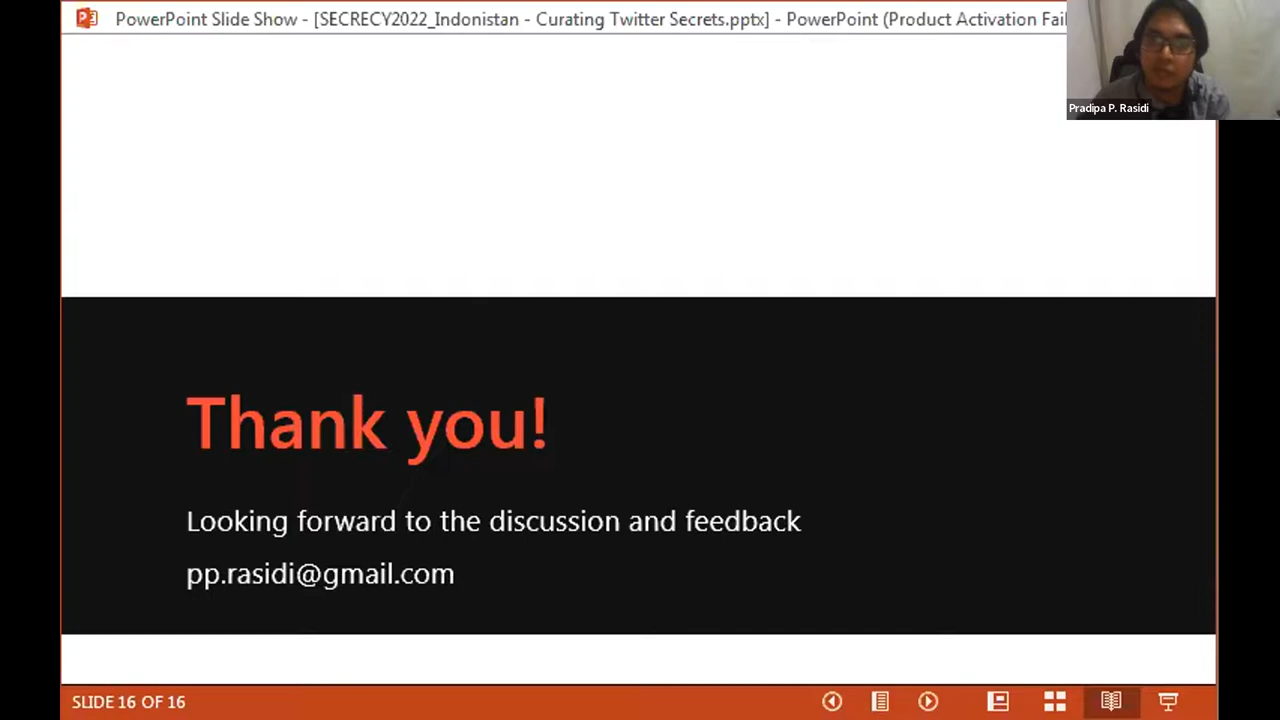 PowerPoint Slide Show - [SECRECY2022_Indonistan - Curating Twitter Secrets.pptx] - PowerPoint (Product Activation Fai
Pradipa P. Rasidi
Thank you!
Looking forward to the discussion and feedback
pp.rasidi@gmail.com
SLIDE 16 OF 16